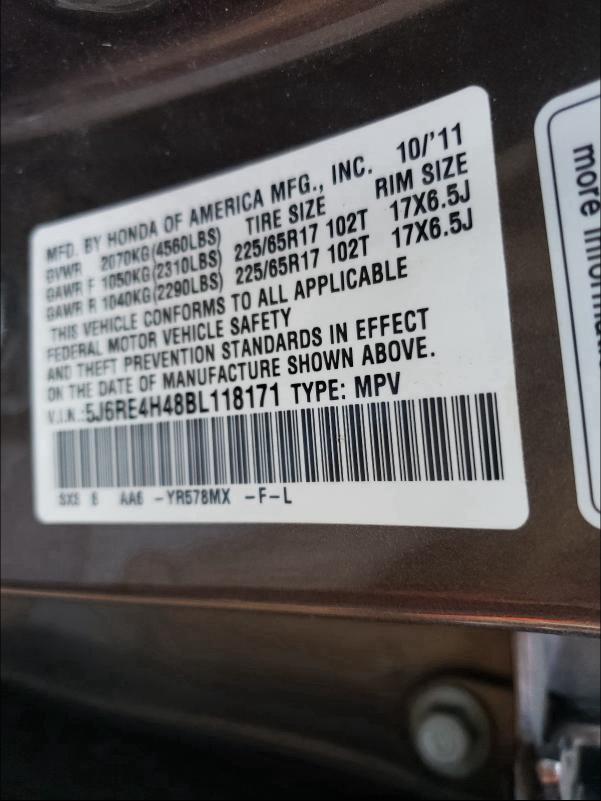 MFD. BY HONDA OF AMERICA MFG., INC. 10/'11
GVWR 2070KG(4560LBS) TIRE SIZE RIM SIZE
GAWR F 1050KG(2310LBS) 225/65R17 102T 17X6.5J
GAWR R 1040KG(2290LBS) 225/65R17 102T 17X6.5J
THIS VEHICLE CONFORMS TO ALL APPLICABLE
FEDERAL MOTOR VEHICLE SAFETY
AND THEFT PREVENTION STANDARDS IN EFFECT
ON THE DATE OF MANUFACTURE SHOWN ABOVE.
V.I.N.:5J6RE4H48BL118171 TYPE: MPV
AA6 -YR578MX -F-L
more